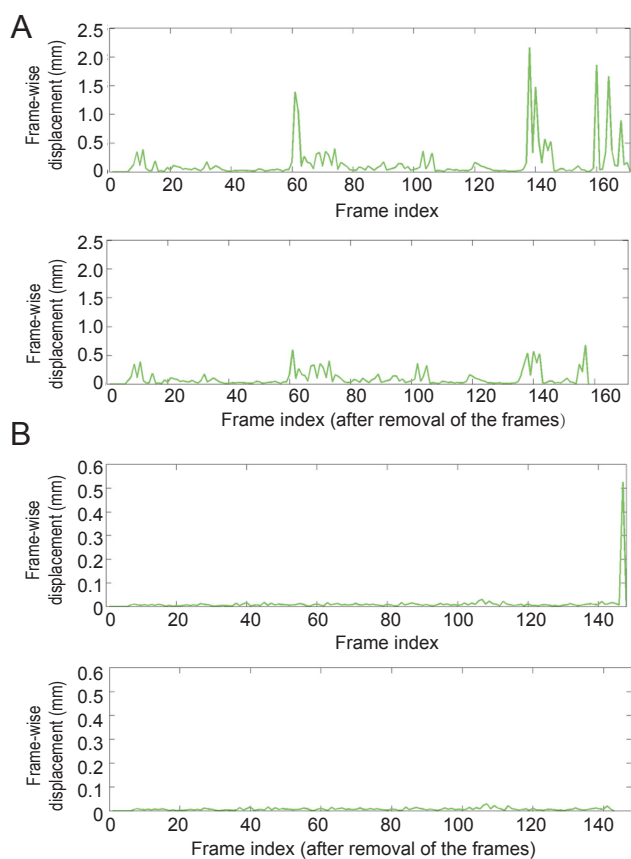 A
Frame-wise
displacement (mm)
2.5
2.0
1.5
1.0
0.5
0
0 20 40 60 80 100 120 140 160
Frame index
Frame-wise
displacement (mm)
2.5
2.0
1.5
1.0
0.5
0
0 20 40 60 80 100 120 140 160
Frame index (after removal of the frames)
B
Frame-wise
displacement (mm)
0.6
0.5
0.4
0.3
0.2
0.1
0
0 20 40 60 80 100 120 140
Frame index
Frame-wise
displacement (mm)
0.6
0.5
0.4
0.3
0.2
0.1
0
0 20 40 60 80 100 120 140
Frame index (after removal of the frames)